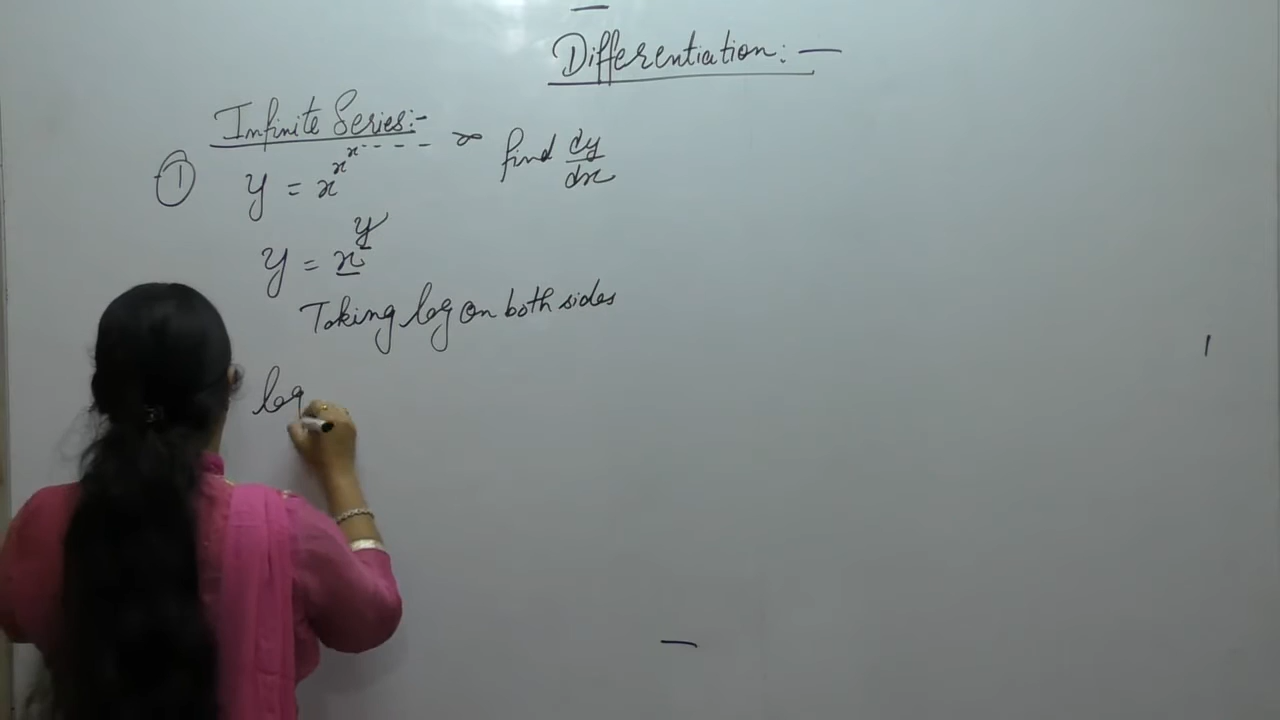 Differentiation:—
Infinite Series:-
① y = x^x^x---- ∞ find dy/dx
y = x^y
Taking log on both sides
log